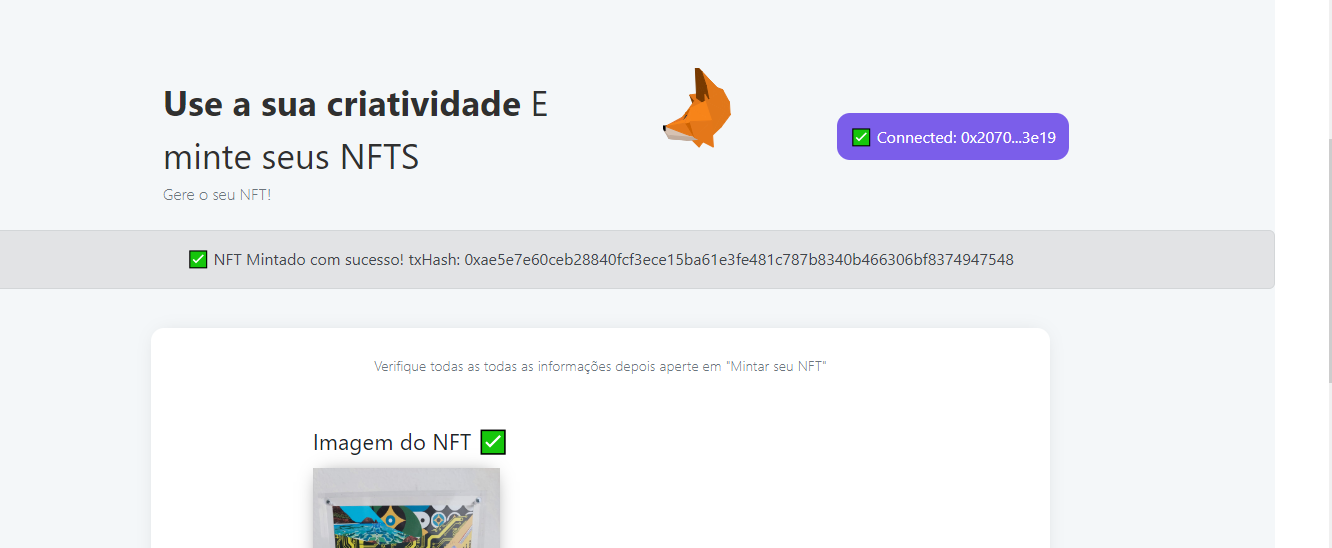 Use a sua criatividade E
minte seus NFTS
Gere o seu NFT!
✅ Connected: 0x2070...3e19
✅ NFT Mintado com sucesso! txHash: 0xae5e7e60ceb28840fcf3ece15ba61e3fe481c787b8340b466306bf8374947548
Verifique todas as todas as informações depois aperte em "Mintar seu NFT"
Imagem do NFT ✅